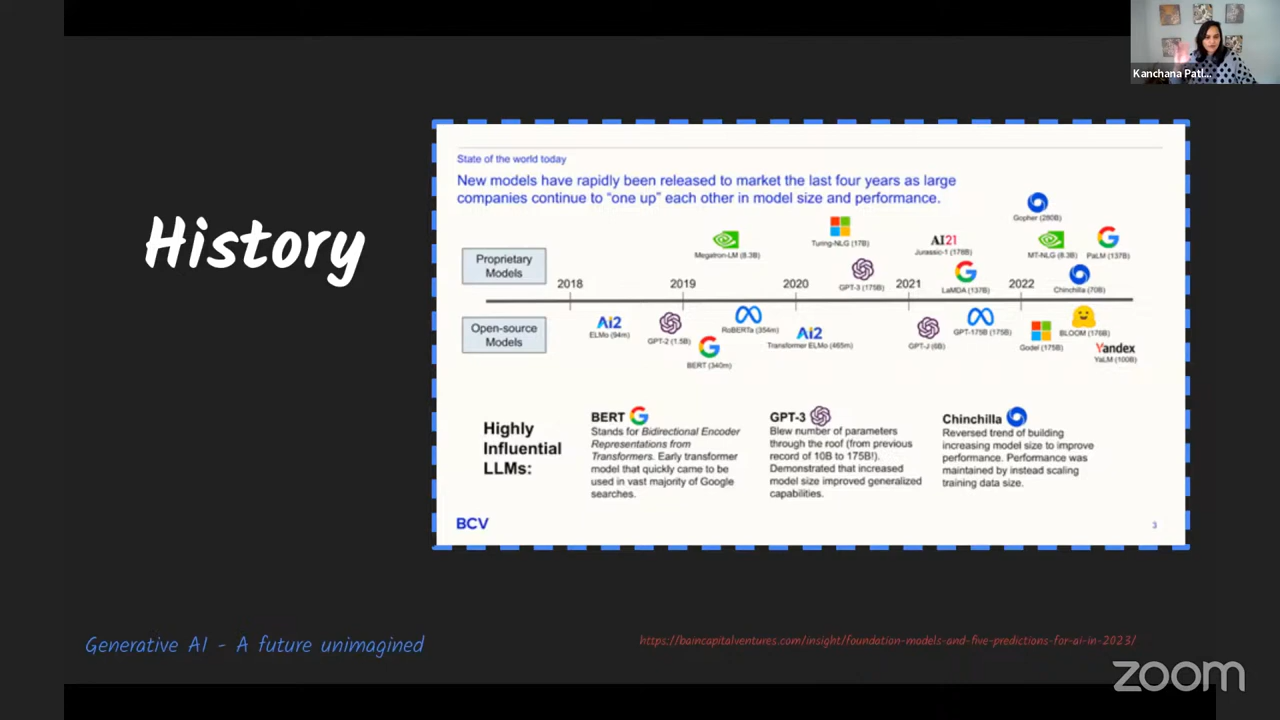 Kanchana Patl...
History
State of the world today
New models have rapidly been released to market the last four years as large
companies continue to “one up” each other in model size and performance.
Proprietary
Models
Megatron-LM (8.3B)
Turing-NLG (17B)
GPT-3 (175B)
AI21
Jurassic-1 (178B)
LaMDA (137B)
Gopher (280B)
MT-NLG (8.3B)
PaLM (137B)
Chinchilla (70B)
2018
2019
2020
2021
2022
Open-source
Models
Ai2
ELMo (94m)
GPT-2 (1.5B)
BERT (340m)
RoBERTa (354m)
Ai2
Transformer ELMo (465m)
GPT-J (6B)
GPT-175B (175B)
Godel (175B)
BLOOM (176B)
Yandex
YaLM (100B)
Highly
Influential
LLMs:
BERT
Stands for Bidirectional Encoder
Representations from
Transformers. Early transformer
model that quickly came to be
used in vast majority of Google
searches.
GPT-3
Blew number of parameters
through the roof (from previous
record of 10B to 175B!).
Demonstrated that increased
model size improved generalized
capabilities.
Chinchilla
Reversed trend of building
increasing model size to improve
performance. Performance was
maintained by instead scaling
training data size.
BCV
3
Generative AI - A future unimagined
https://baincapitalventures.com/insight/foundation-models-and-five-predictions-for-ai-in-2023/
zoom